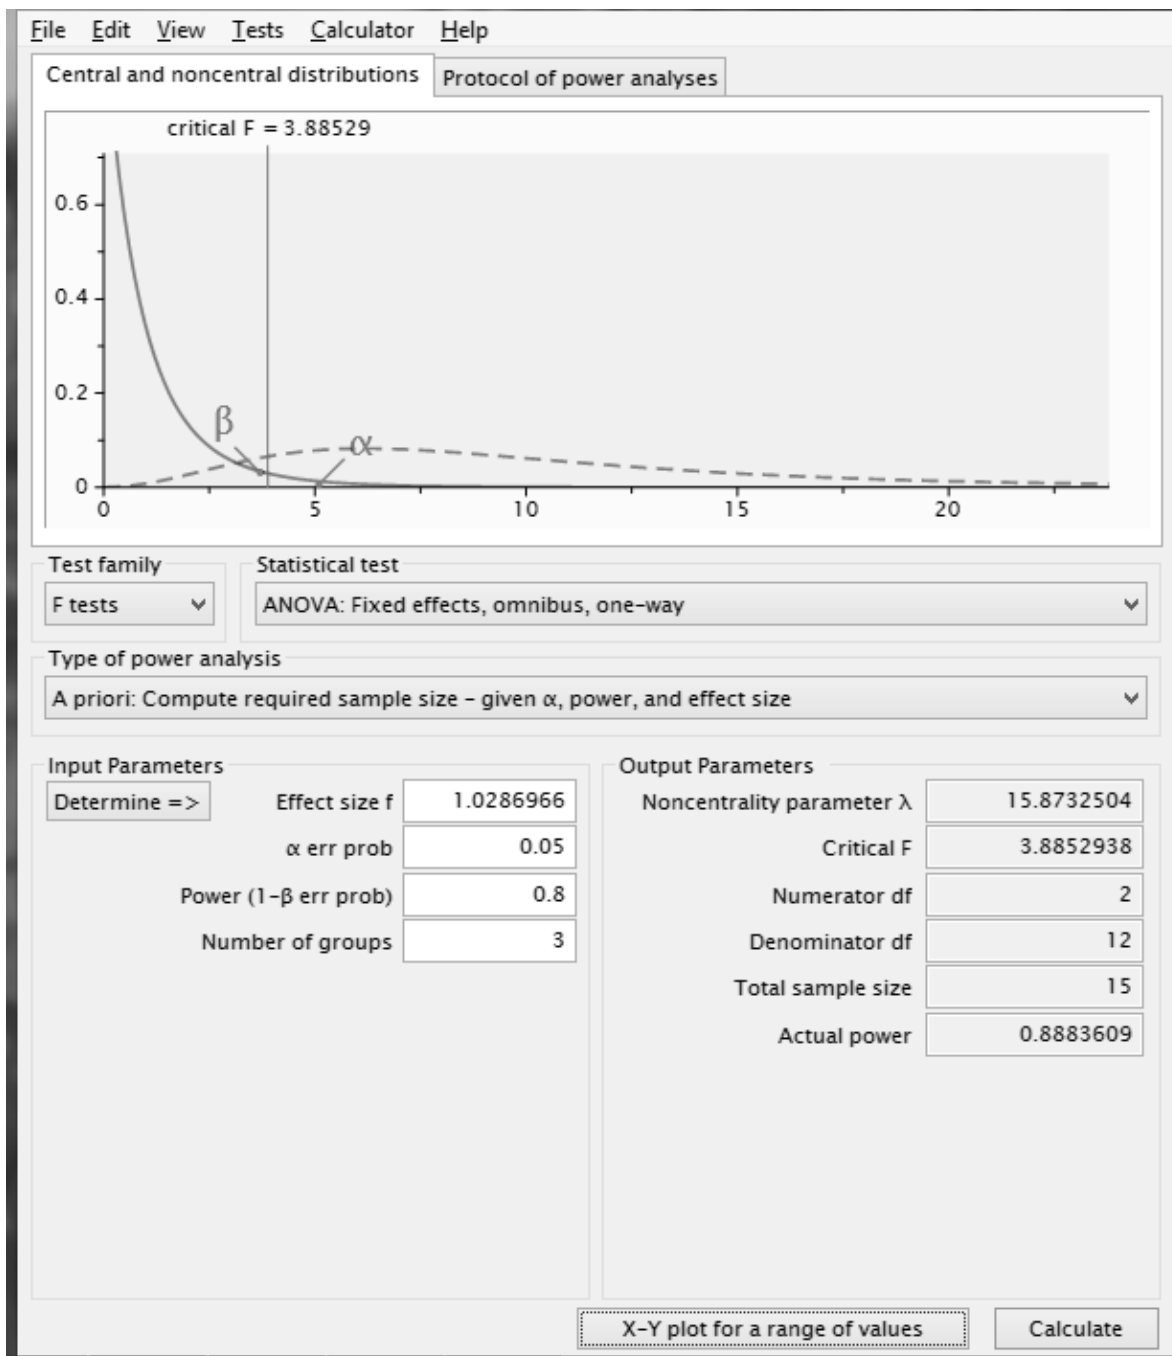 File Edit View Tests Calculator Help
Central and noncentral distributions Protocol of power analyses
critical F = 3.88529
0.6
0.4
0.2
β α
0
0 5 10 15 20
Test family Statistical test
F tests ANOVA: Fixed effects, omnibus, one-way
Type of power analysis
A priori: Compute required sample size - given α, power, and effect size
Input Parameters Output Parameters
Determine => Effect size f 1.0286966 Noncentrality parameter λ 15.8732504
α err prob 0.05 Critical F 3.8852938
Power (1-β err prob) 0.8 Numerator df 2
Number of groups 3 Denominator df 12
Total sample size 15
Actual power 0.8883609
X-Y plot for a range of values Calculate